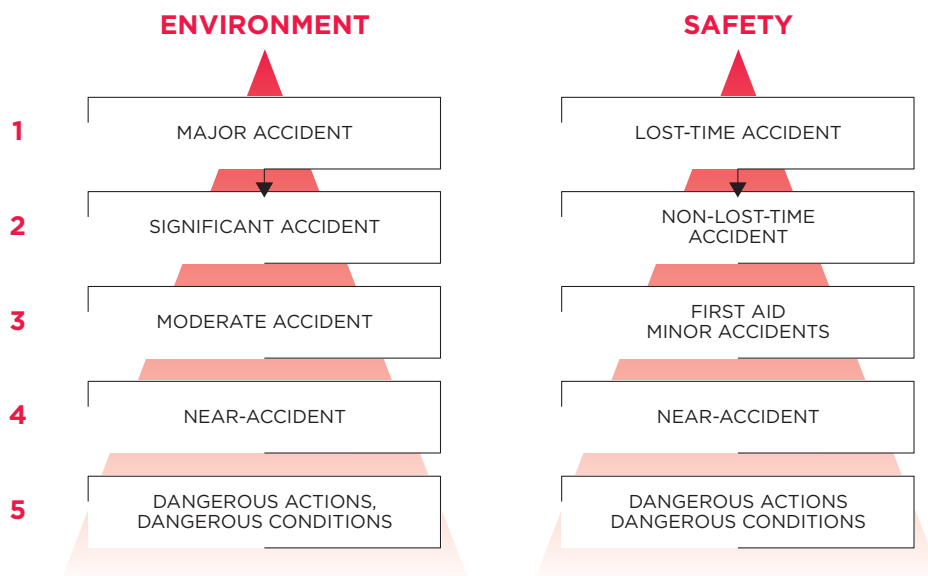 ENVIRONMENT
SAFETY
1
MAJOR ACCIDENT
LOST-TIME ACCIDENT
2
SIGNIFICANT ACCIDENT
NON-LOST-TIME
ACCIDENT
3
MODERATE ACCIDENT
FIRST AID
MINOR ACCIDENTS
4
NEAR-ACCIDENT
NEAR-ACCIDENT
5
DANGEROUS ACTIONS,
DANGEROUS CONDITIONS
DANGEROUS ACTIONS
DANGEROUS CONDITIONS